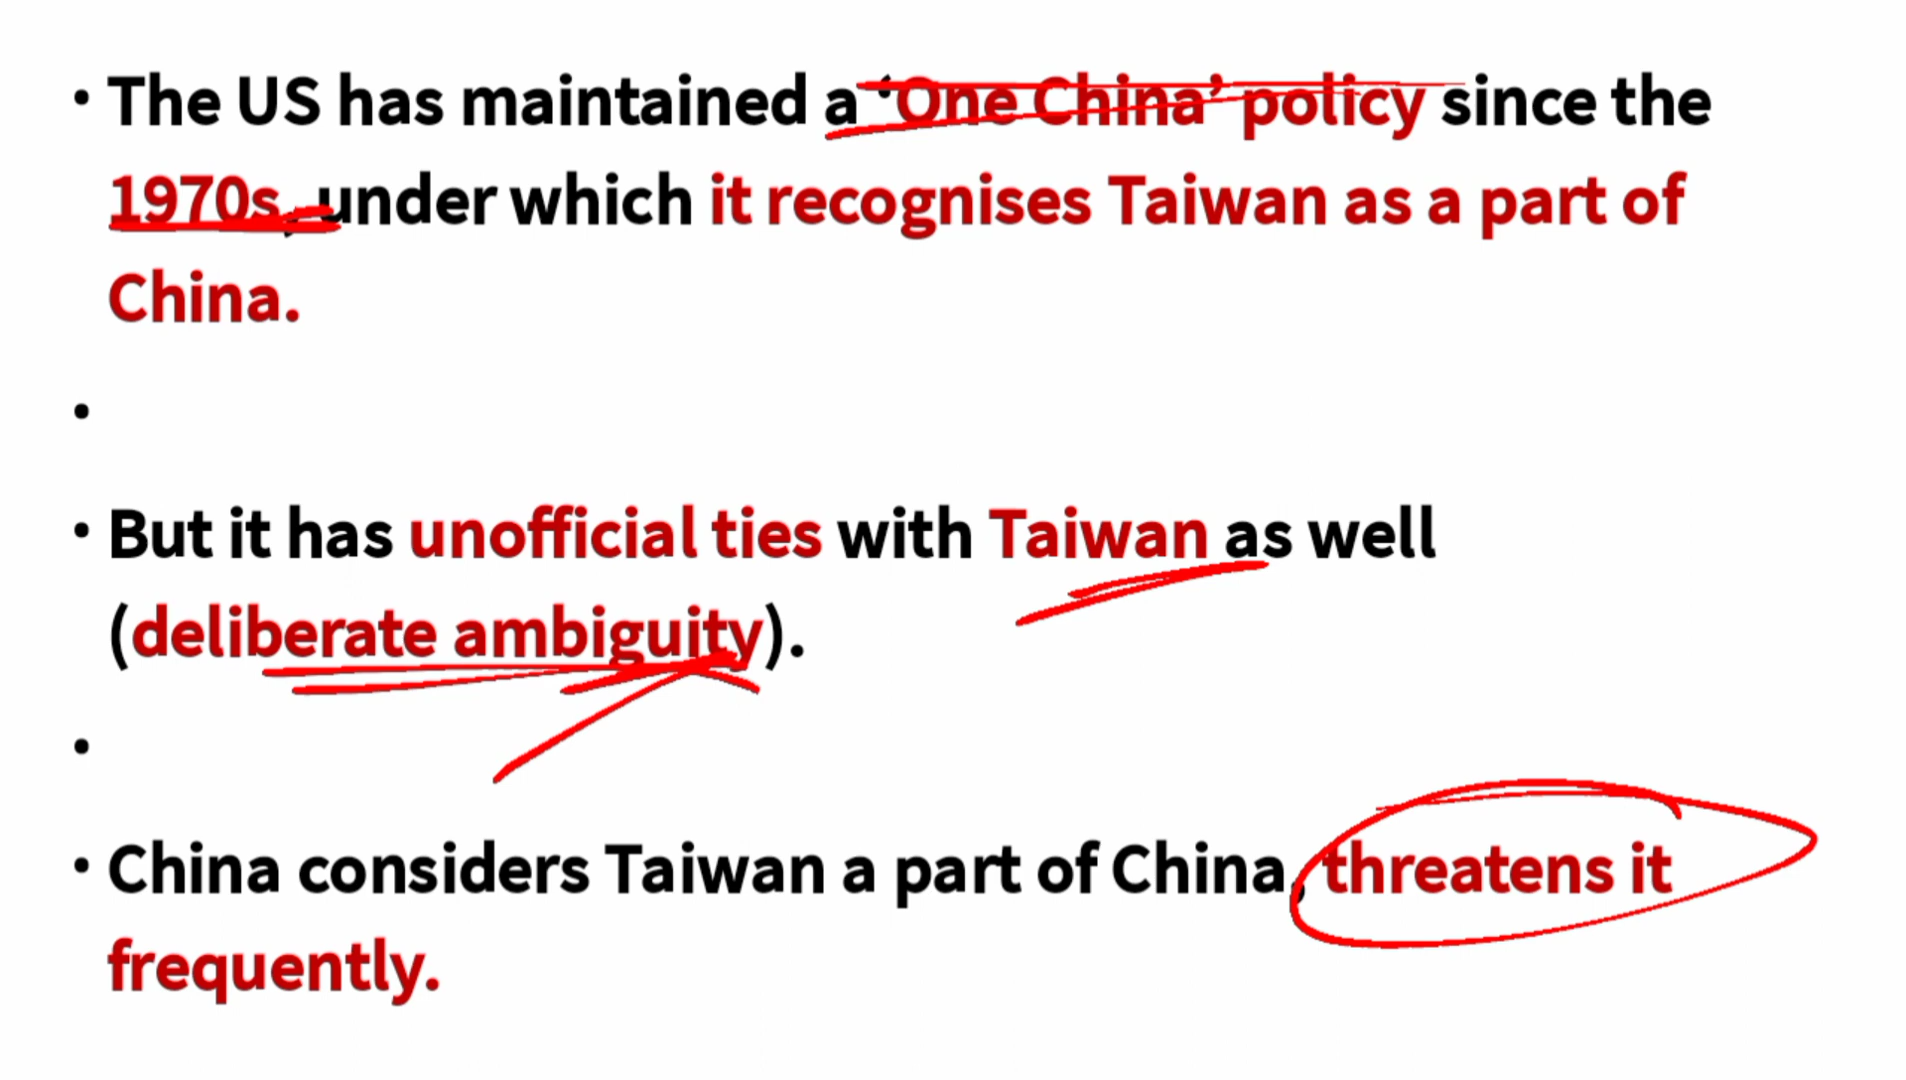 • The US has maintained a ‘One China’ policy since the
1970s, under which it recognises Taiwan as a part of
China.
•
• But it has unofficial ties with Taiwan as well
(deliberate ambiguity).
•
• China considers Taiwan a part of China, threatens it
frequently.